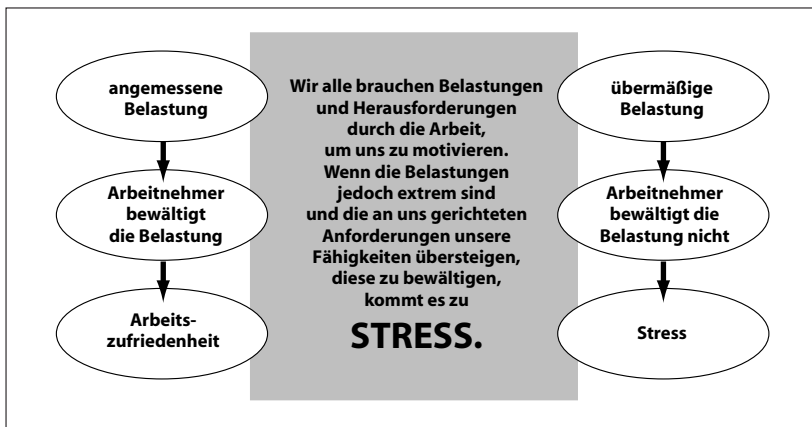 angemessene
Belastung
Arbeitnehmer
bewältigt
die Belastung
Arbeits-
zufriedenheit
Wir alle brauchen Belastungen
und Herausforderungen
durch die Arbeit,
um uns zu motivieren.
Wenn die Belastungen
jedoch extrem sind
und die an uns gerichteten
Anforderungen unsere
Fähigkeiten übersteigen,
diese zu bewältigen,
kommt es zu
STRESS.
übermäßige
Belastung
Arbeitnehmer
bewältigt die
Belastung nicht
Stress